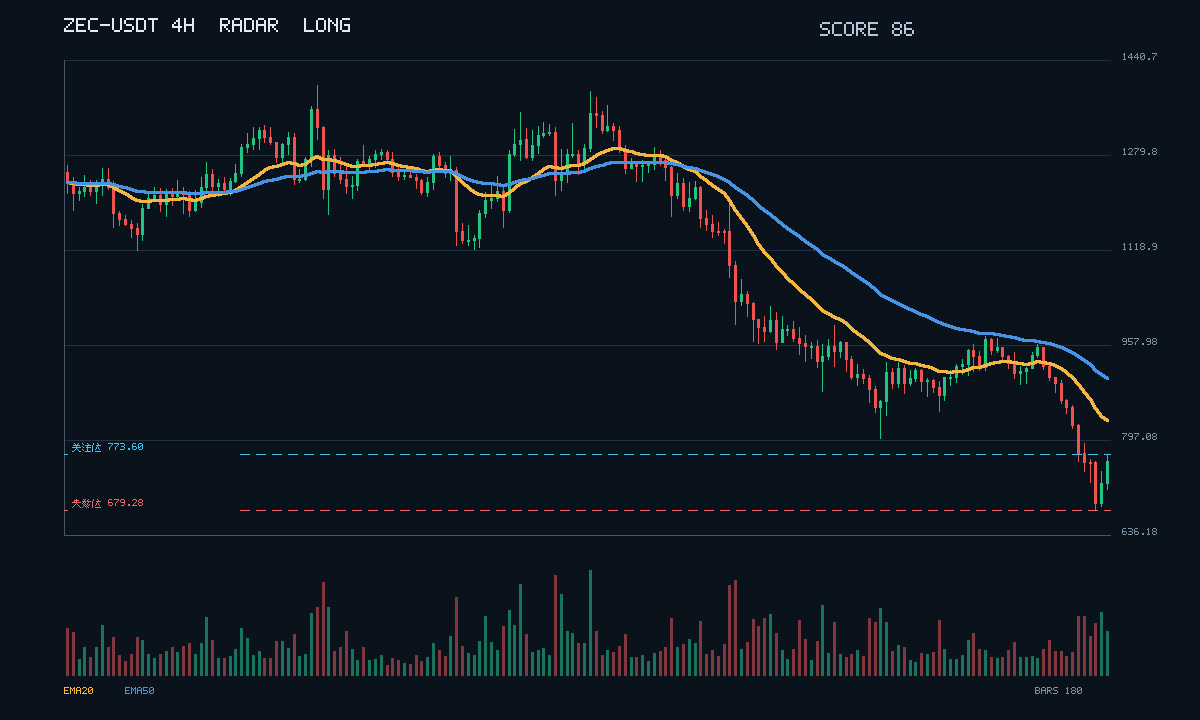 ZEC-USDT 4H RADAR LONG
SCORE 86
1440.7
1279.8
1118.9
957.98
797.08
关注位 773.60
失效位 679.28
636.18
EMA20 EMA50
BARS 180